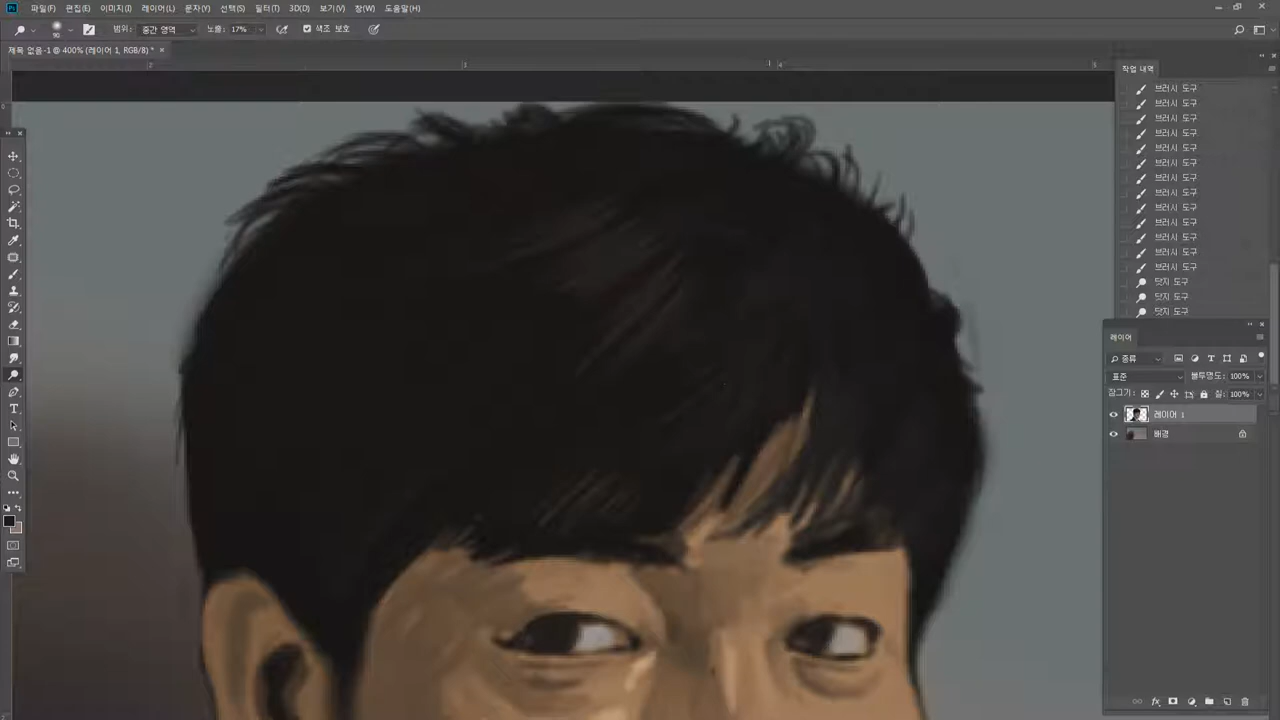 Ps 파일(F) 편집(E) 이미지(I) 레이어(L) 문자(Y) 선택(S) 필터(T) 3D(D) 보기(V) 창(W) 도움말(H)
90 범위: 중간 영역 노출: 17% 색조 보호
제목 없음-1 @ 400% (레이어 1, RGB/8) * ×
2 3 4 5
작업 내역
브러시 도구
브러시 도구
브러시 도구
브러시 도구
브러시 도구
브러시 도구
브러시 도구
브러시 도구
브러시 도구
브러시 도구
브러시 도구
브러시 도구
브러시 도구
닷지 도구
닷지 도구
닷지 도구
레이어
종류
표준 불투명도: 100%
잠그기: 칠: 100%
레이어 1
배경
fx